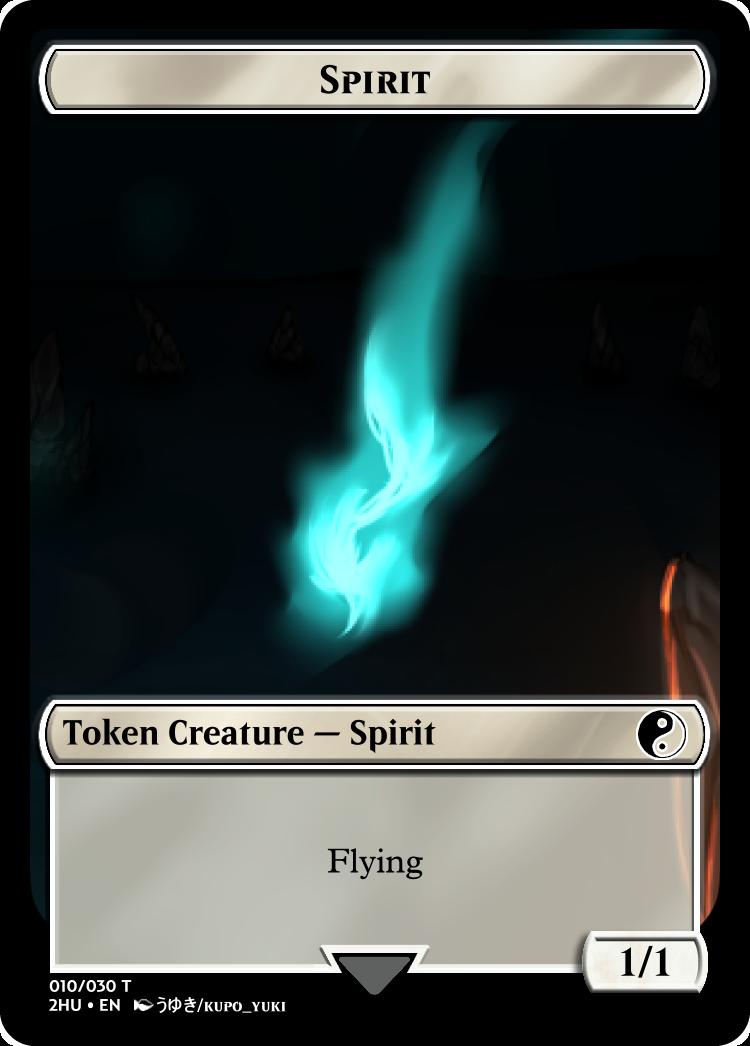 Spirit
Token Creature — Spirit
Flying
1/1
010/030 T
2HU • EN うゆき/KUPO_YUKI